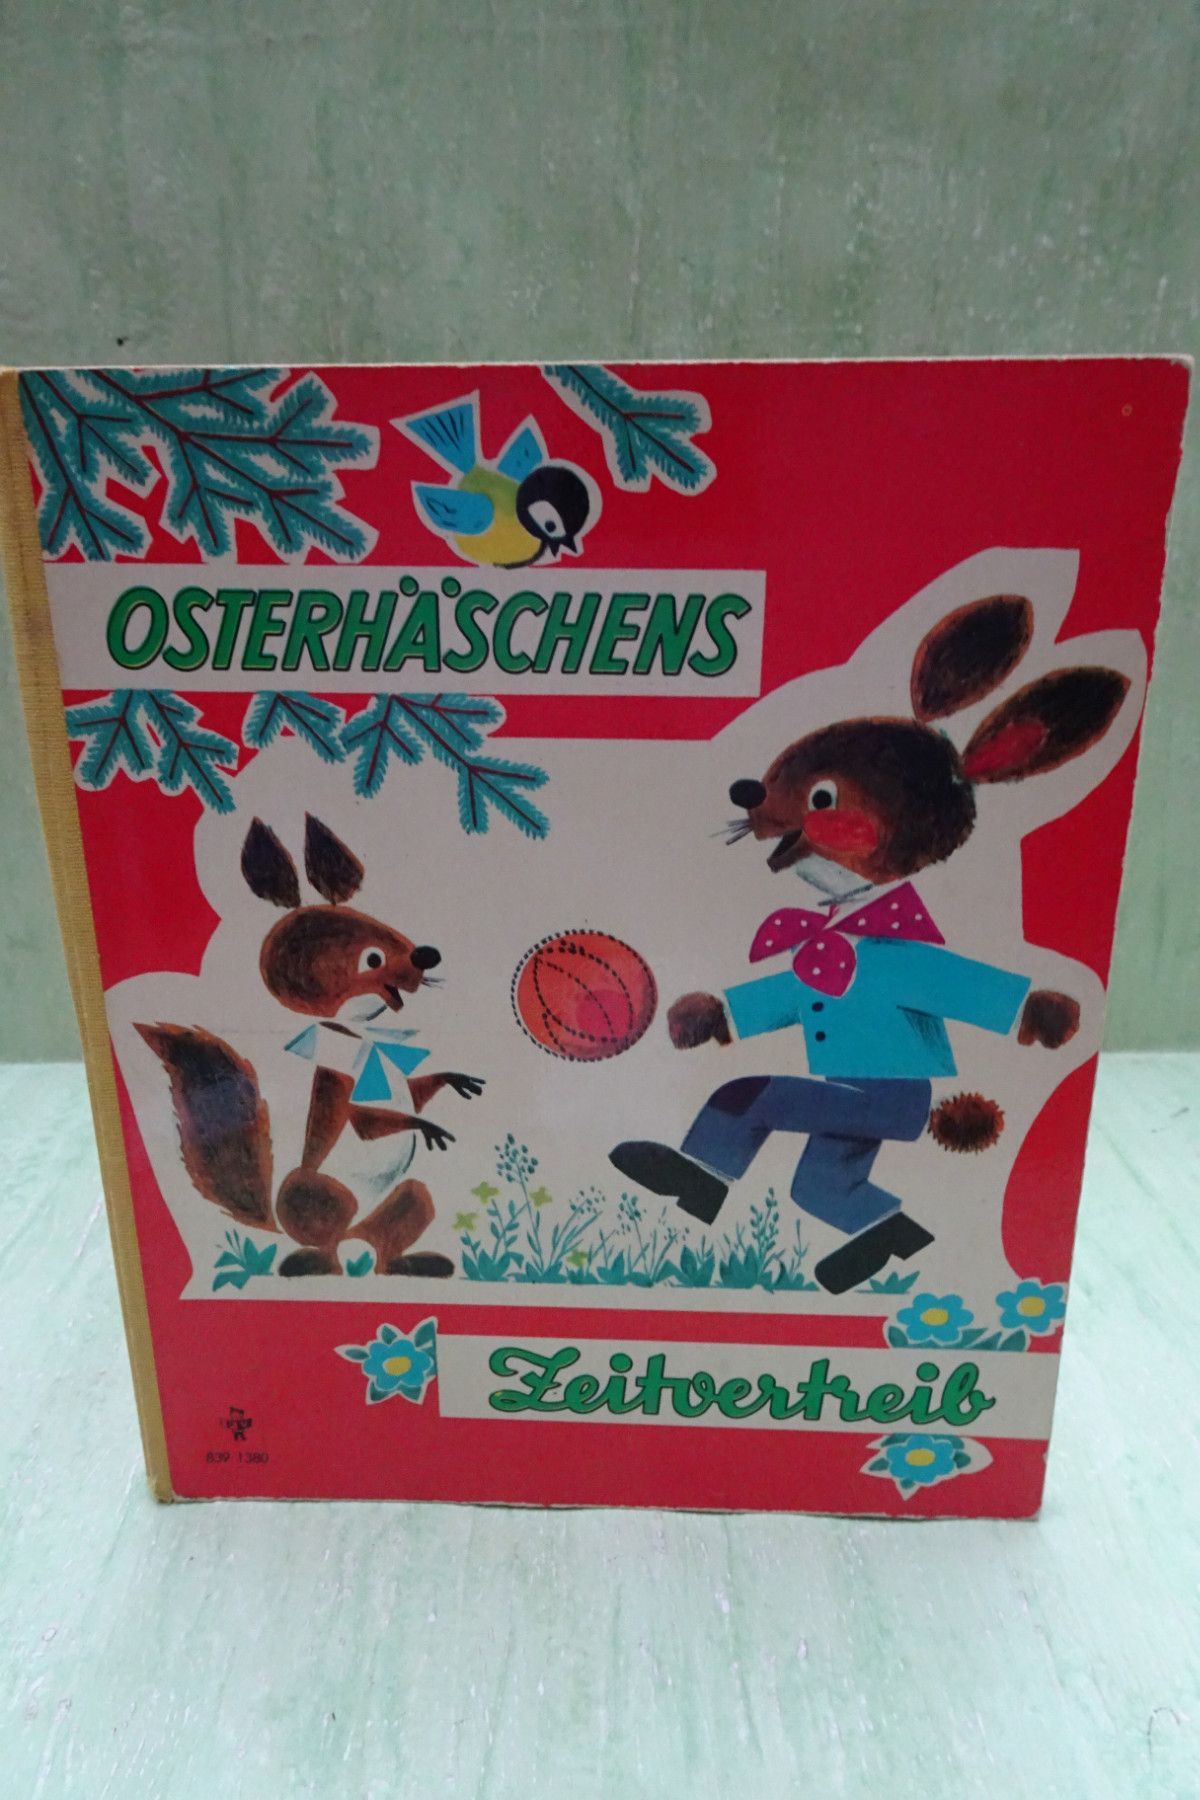 OSTERHÄSCHENS
Zeitvertreib
839 1380